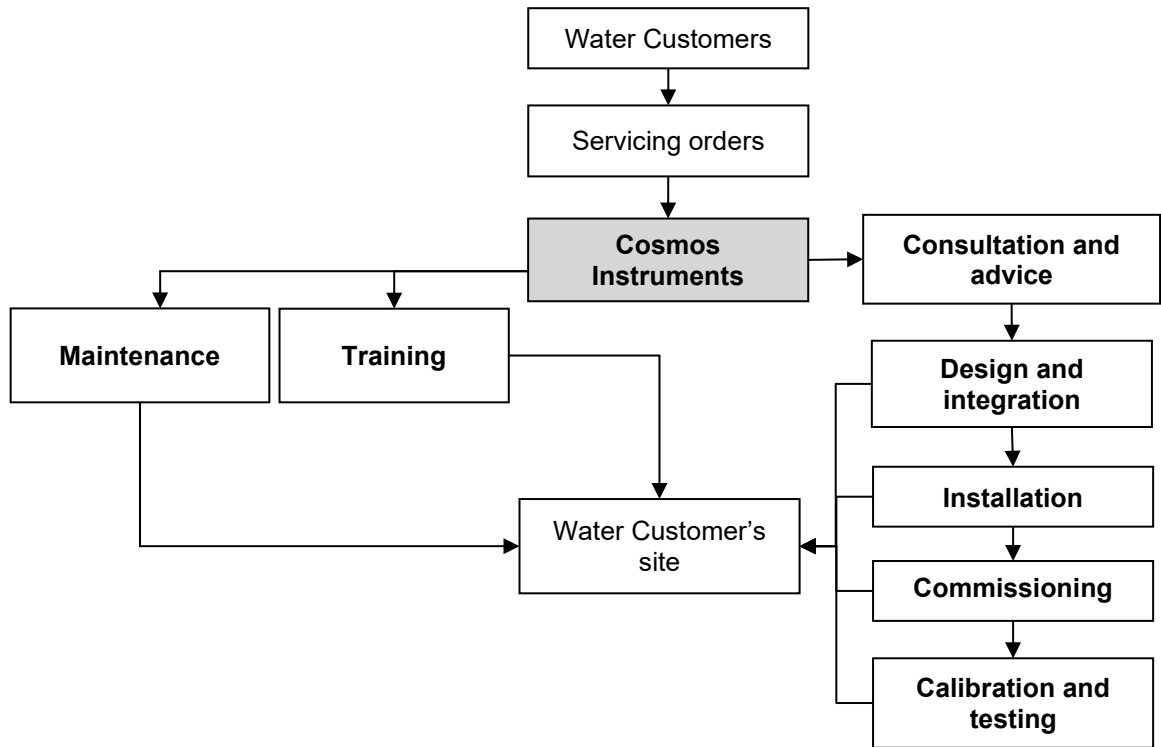 Water Customers
Servicing orders
Cosmos
Instruments
Consultation and
advice
Maintenance
Training
Design and
integration
Installation
Water Customer’s
site
Commissioning
Calibration and
testing